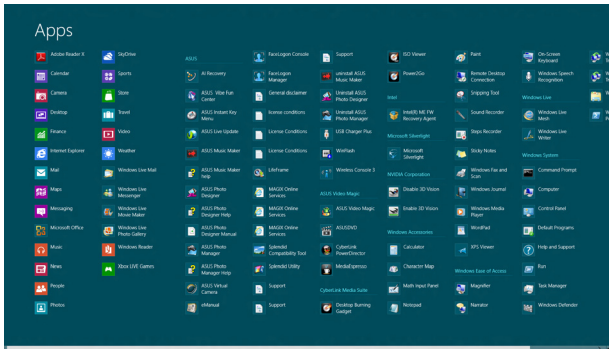 Apps
Adobe Reader X
Calendar
Camera
Desktop
Finance
Internet Explorer
Mail
Maps
Messaging
Microsoft Office
Music
News
People
Photos
SkyDrive
Sports
Store
Travel
Video
Weather
Windows Live Mail
Windows Live
Messenger
Windows Live
Movie Maker
Windows Live
Photo Gallery
Windows Reader
Xbox LIVE Games
ASUS
AI Recovery
ASUS Vibe Fun
Center
ASUS Instant Key
Menu
ASUS Live Update
ASUS Music Maker
ASUS Music Maker
help
ASUS Photo
Designer
ASUS Photo
Designer Help
ASUS Photo
Designer Manual
ASUS Photo
Manager
ASUS Photo
Manager Help
ASUS Virtual
Camera
eManual
FaceLogon Console
FaceLogon
Manager
General disclaimer
license conditions
License Conditions
License Conditions
LifeFrame
MAGIX Online
Services
MAGIX Online
Services
MAGIX Online
Services
Splendid
Compatibility Tool
Splendid Utility
Support
Support
Support
uninstall ASUS
Music Maker
Uninstall ASUS
Photo Designer
Uninstall ASUS
Photo Manager
USB Charger Plus
WinFlash
Wireless Console 3
ASUS Video Magic
ASUS Video Magic
ASUSDVD
CyberLink
PowerDirector
MediaEspresso
CyberLink Media Suite
Desktop Burning
Gadget
ISO Viewer
Power2Go
Intel
Intel(R) ME FW
Recovery Agent
Microsoft Silverlight
Microsoft
Silverlight
NVIDIA Corporation
Disable 3D Vision
Enable 3D Vision
Windows Accessories
Calculator
Character Map
Math Input Panel
Notepad
Paint
Remote Desktop
Connection
Snipping Tool
Sound Recorder
Steps Recorder
Sticky Notes
Windows Fax and
Scan
Windows Journal
Windows Media
Player
WordPad
XPS Viewer
Windows Ease of Access
Magnifier
Narrator
On-Screen
Keyboard
Windows Speech
Recognition
Windows Live
Windows Live
Mesh
Windows Live
Writer
Windows System
Command Prompt
Computer
Control Panel
Default Programs
Help and Support
Run
Task Manager
Windows Defender